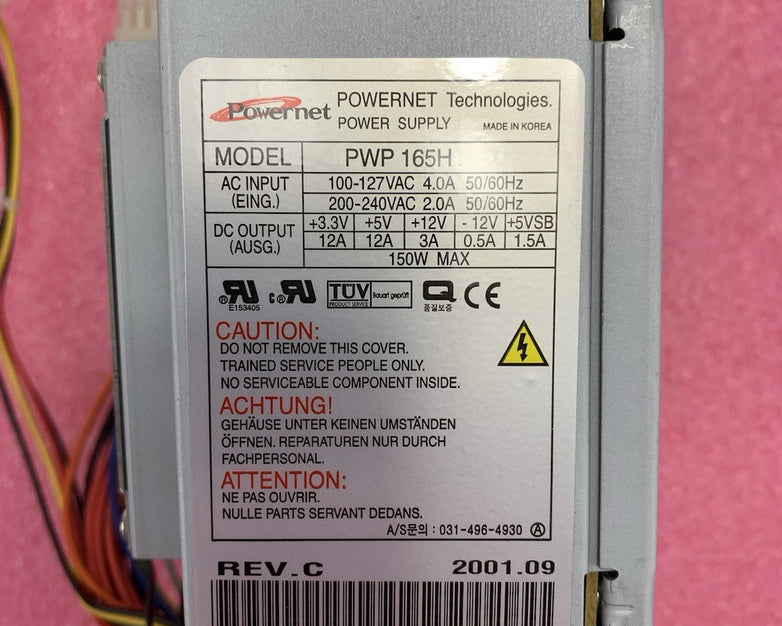 Powernet POWERNET Technologies.
POWER SUPPLY MADE IN KOREA
MODEL PWP 165H
AC INPUT (EING.) 100-127VAC 4.0A 50/60Hz
200-240VAC 2.0A 50/60Hz
DC OUTPUT (AUSG.) +3.3V +5V +12V - 12V +5VSB
12A 12A 3A 0.5A 1.5A
150W MAX
E153405
TÜV PRODUCT SERVICE Bauart geprüft
Q 품질보증
CE
CAUTION:
DO NOT REMOVE THIS COVER.
TRAINED SERVICE PEOPLE ONLY.
NO SERVICEABLE COMPONENT INSIDE.
ACHTUNG!
GEHÄUSE UNTER KEINEN UMSTÄNDEN
ÖFFNEN. REPARATUREN NUR DURCH
FACHPERSONAL.
ATTENTION:
NE PAS OUVRIR.
NULLE PARTS SERVANT DEDANS.
A/S문의 : 031-496-4930 Ⓐ
REV.C 2001.09